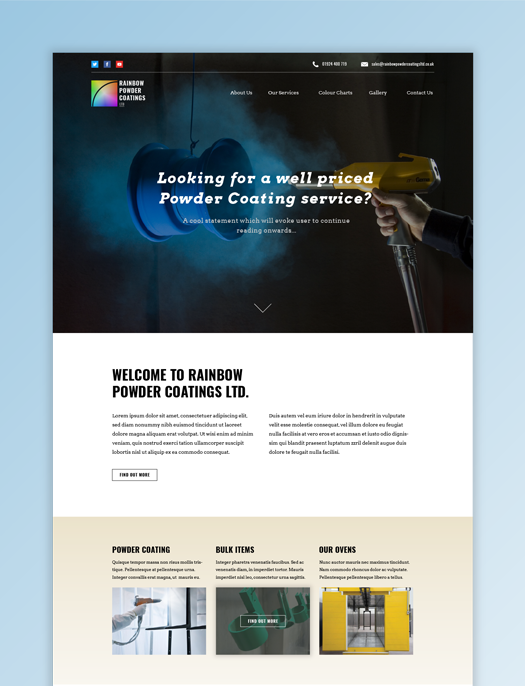 01924 400 770
sales@rainbowpowdercoatingsltd.co.uk
RAINBOW
POWDER
COATINGS
LTD
About Us
Our Services
Colour Charts
Gallery
Contact Us
Looking for a well priced
Powder Coating service?
A cool statement which will evoke user to continue
reading onwards...
WELCOME TO RAINBOW
POWDER COATINGS LTD.
Lorem ipsum dolor sit amet, consectetuer adipiscing elit,
sed diam nonummy nibh euismod tincidunt ut laoreet
dolore magna aliquam erat volutpat. Ut wisi enim ad minim
veniam, quis nostrud exerci tation ullamcorper suscipit
lobortis nisl ut aliquip ex ea commodo consequat.
Duis autem vel eum iriure dolor in hendrerit in vulputate
velit esse molestie consequat, vel illum dolore eu feugiat
nulla facilisis at vero eros et accumsan et iusto odio dignis-
sim qui blandit praesent luptatum zzril delenit augue duis
dolore te feugait nulla facilisi.
FIND OUT MORE
POWDER COATING
Quisque tempor massa non risus mollis tris-
tique. Pellentesque at pellentesque urna.
Integer convallis erat magna, ut mauris eu.
BULK ITEMS
Integer pharetra venenatis faucibus. Sed ac
venenatis diam, in imperdiet tortor. Mauris
imperdiet nisl leo, consectetur urna sagittis.
FIND OUT MORE
OUR OVENS
Nunc auctor mauris nec maximus tincidunt.
Nam commodo rhoncus dolor ac vulputate.
Pellentesque pellentesque libero a tellus.